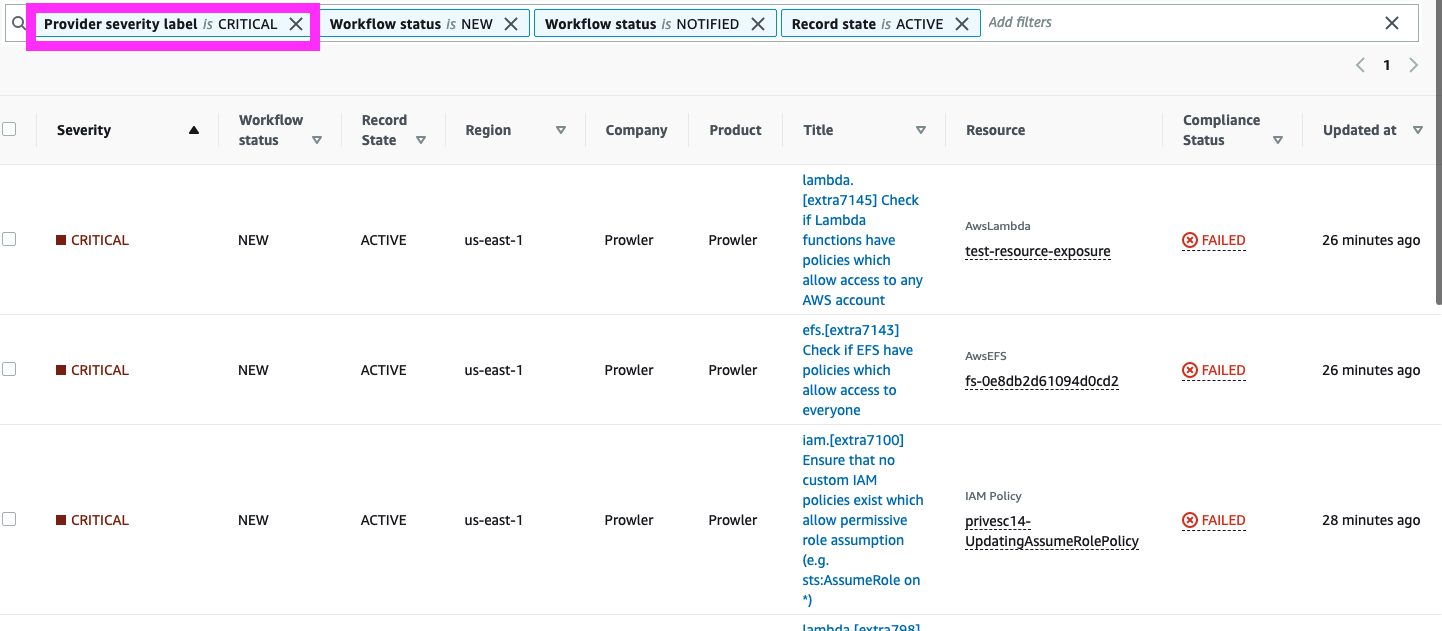 Provider severity label is CRITICAL Workflow status is NEW Workflow status is NOTIFIED Record state is ACTIVE Add filters
1
Severity
Workflow
status
Record
State
Region
Company
Product
Title
Resource
Compliance
Status
Updated at
CRITICAL
NEW
ACTIVE
us-east-1
Prowler
Prowler
lambda.
[extra7145] Check
if Lambda
functions have
policies which
allow access to any
AWS account
AwsLambda
test-resource-exposure
FAILED
26 minutes ago
CRITICAL
NEW
ACTIVE
us-east-1
Prowler
Prowler
efs.[extra7143]
Check if EFS have
policies which
allow access to
everyone
AwsEFS
fs-0e8db2d61094d0cd2
FAILED
26 minutes ago
CRITICAL
NEW
ACTIVE
us-east-1
Prowler
Prowler
iam.[extra7100]
Ensure that no
custom IAM
policies exist which
allow permissive
role assumption
(e.g.
sts:AssumeRole on
*)
IAM Policy
privesc14-
UpdatingAssumeRolePolicy
FAILED
28 minutes ago
lambda.[extra798]